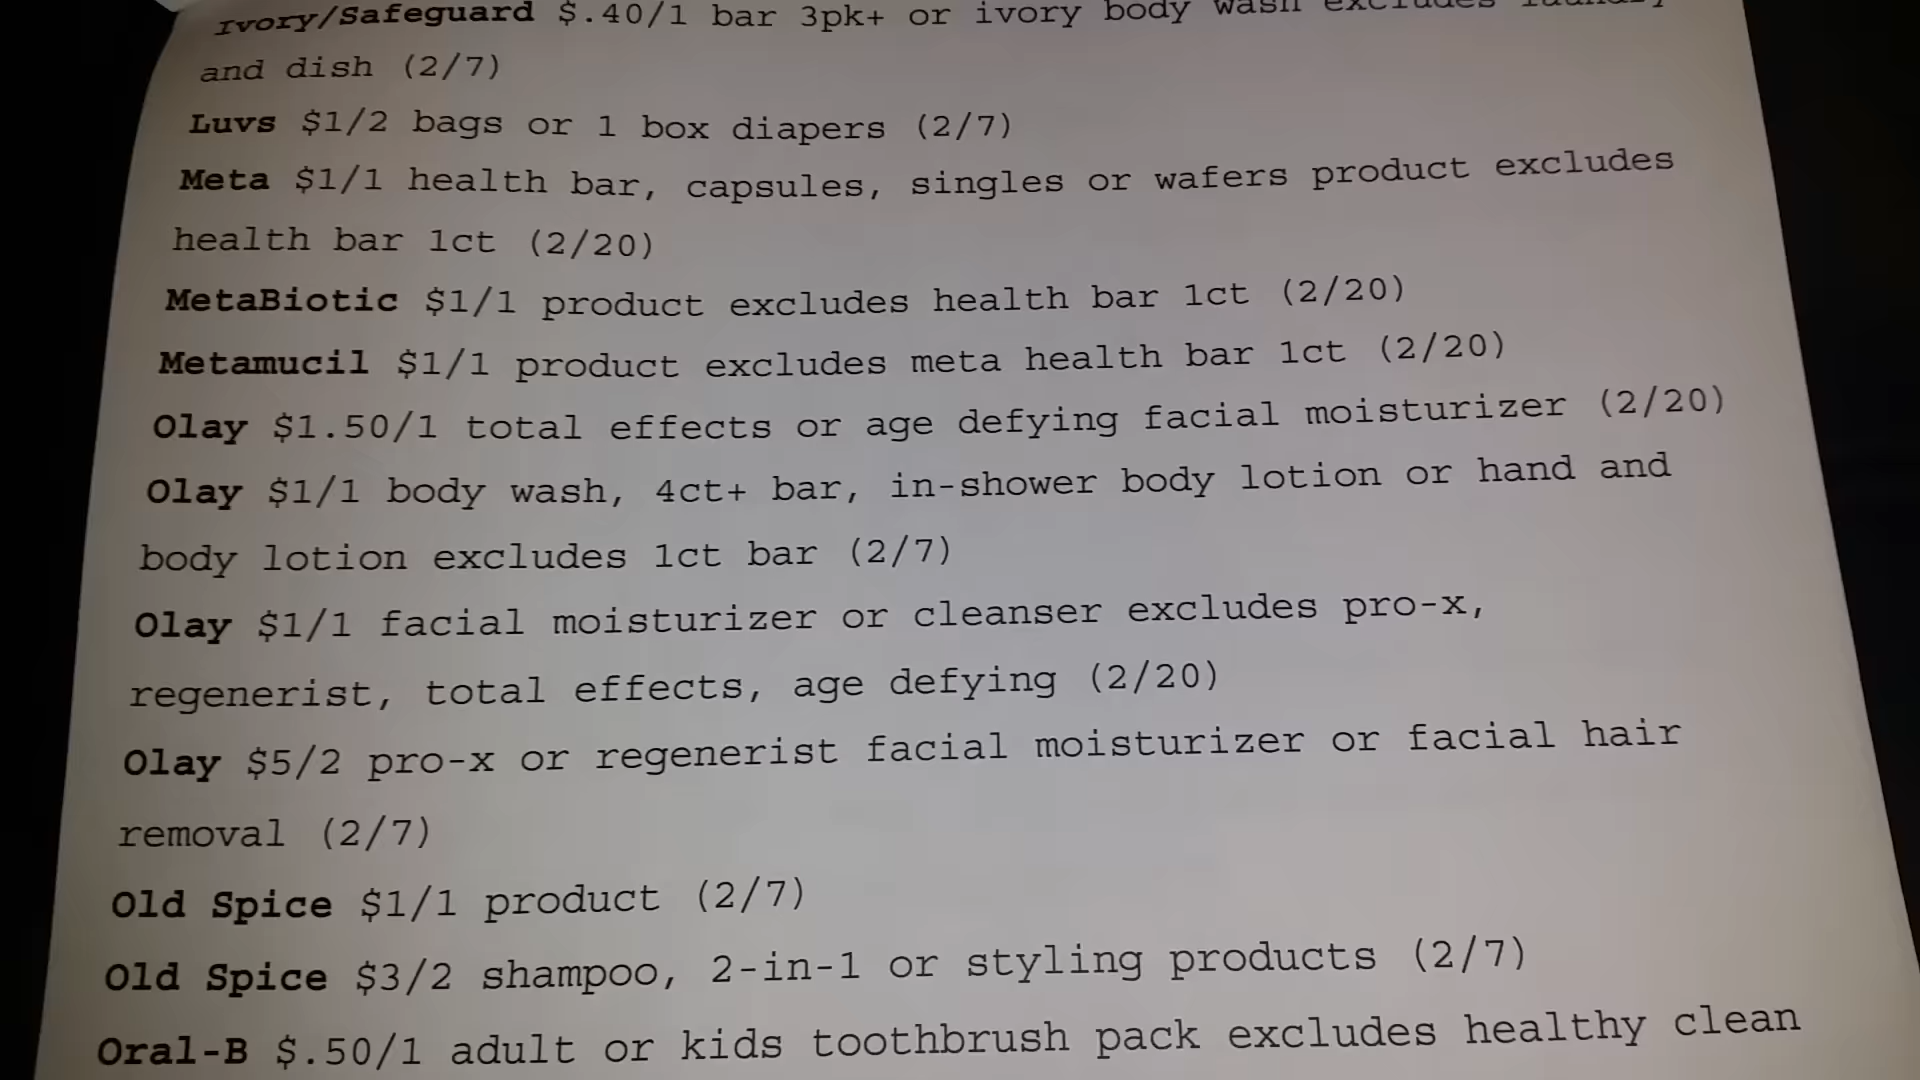 Ivory/Safeguard $.40/1 bar 3pk+ or ivory body wash excludes laundry
and dish (2/7)
Luvs $1/2 bags or 1 box diapers (2/7)
Meta $1/1 health bar, capsules, singles or wafers product excludes
health bar 1ct (2/20)
MetaBiotic $1/1 product excludes health bar 1ct (2/20)
Metamucil $1/1 product excludes meta health bar 1ct (2/20)
Olay $1.50/1 total effects or age defying facial moisturizer (2/20)
Olay $1/1 body wash, 4ct+ bar, in-shower body lotion or hand and
body lotion excludes 1ct bar (2/7)
Olay $1/1 facial moisturizer or cleanser excludes pro-x,
regenerist, total effects, age defying (2/20)
Olay $5/2 pro-x or regenerist facial moisturizer or facial hair
removal (2/7)
Old Spice $1/1 product (2/7)
Old Spice $3/2 shampoo, 2-in-1 or styling products (2/7)
Oral-B $.50/1 adult or kids toothbrush pack excludes healthy clean